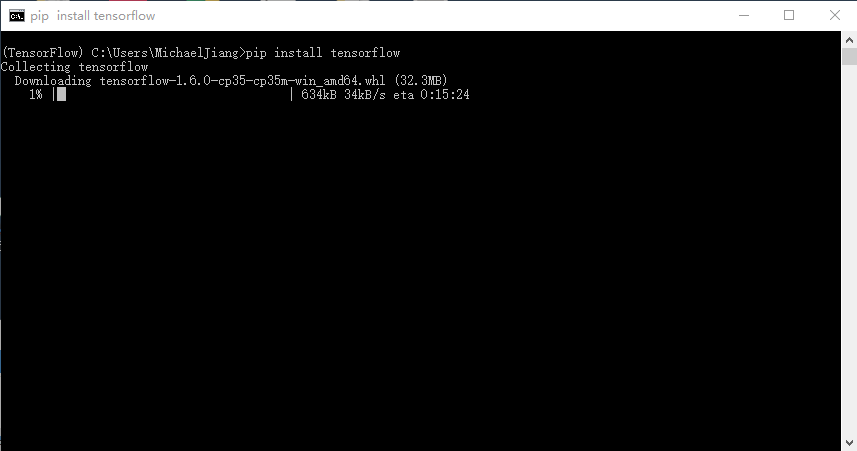 pip install tensorflow
(TensorFlow) C:\Users\MichaelJiang>pip install tensorflow
Collecting tensorflow
Downloading tensorflow-1.6.0-cp35-cp35m-win_amd64.whl (32.3MB)
1% |█ | 634kB 34kB/s eta 0:15:24